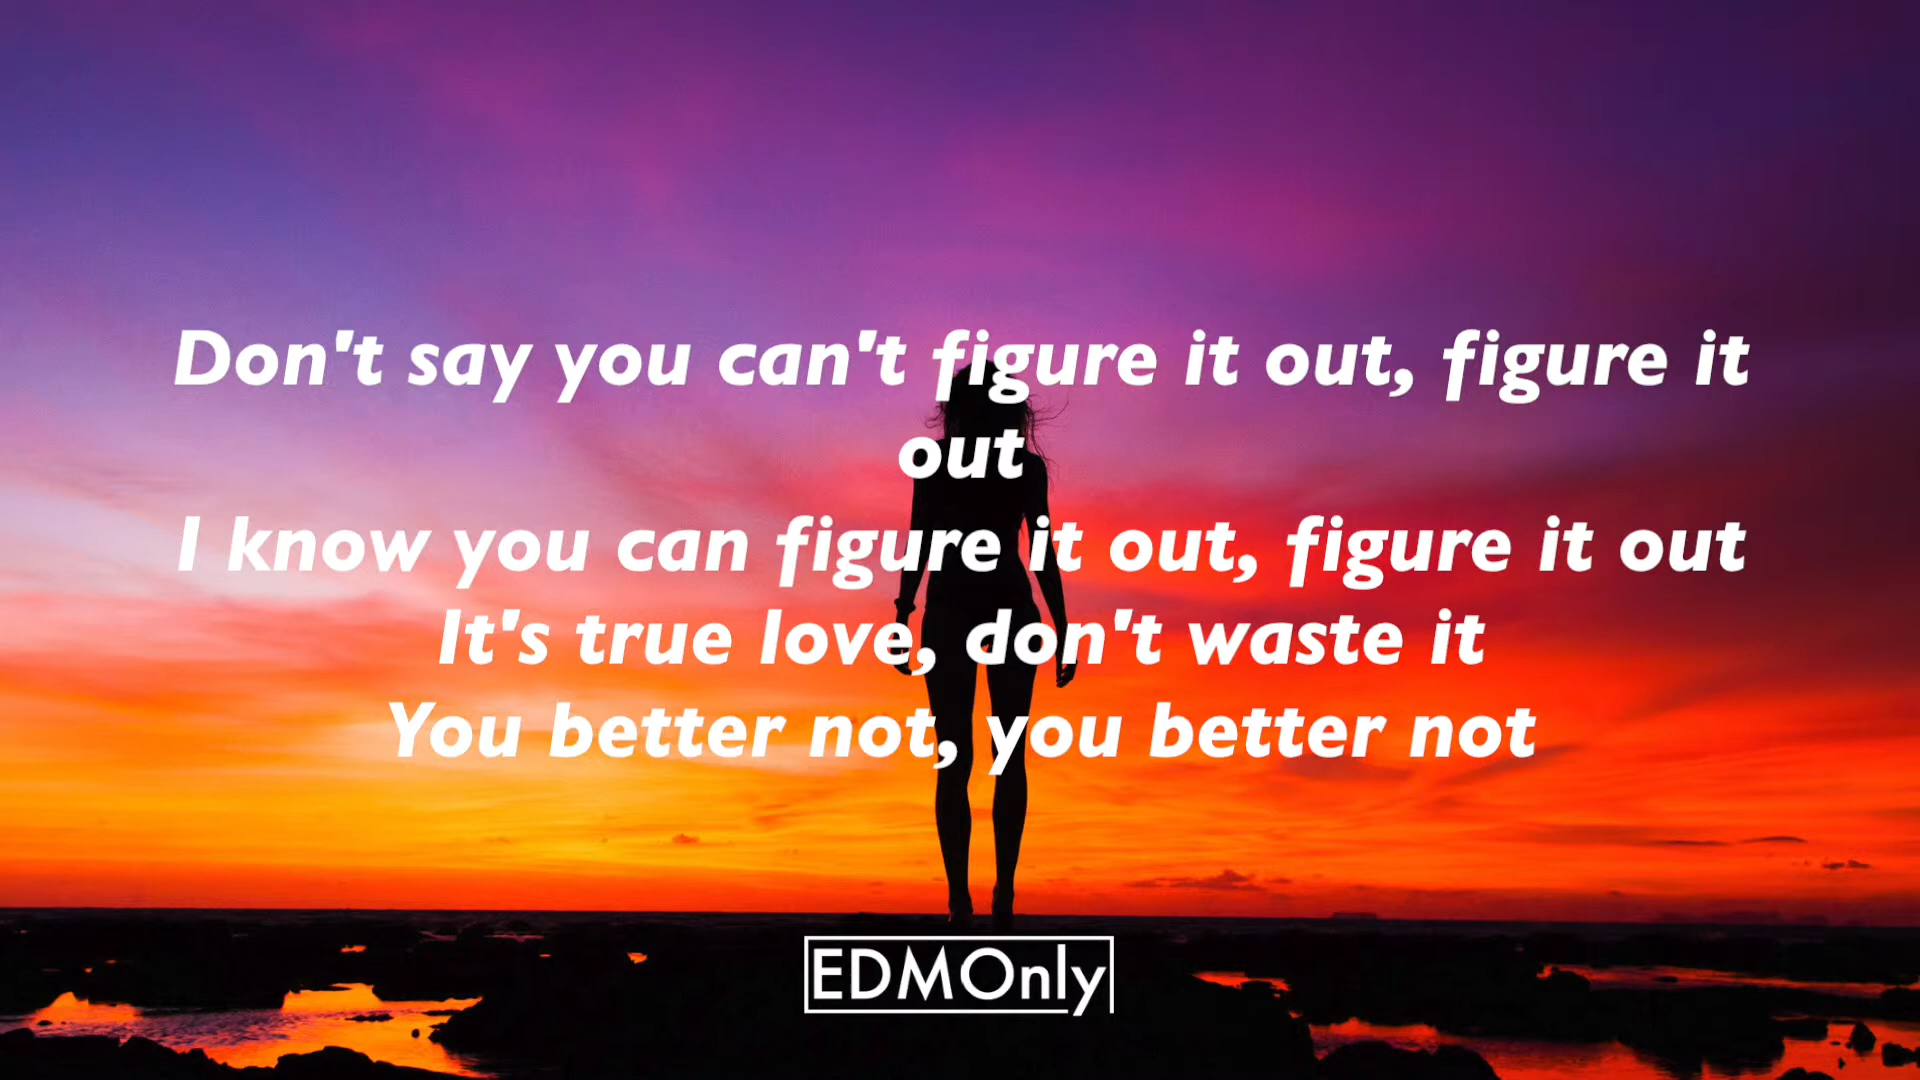 Don't say you can't figure it out, figure it
out
I know you can figure it out, figure it out
It's true love, don't waste it
You better not, you better not
EDMOnly